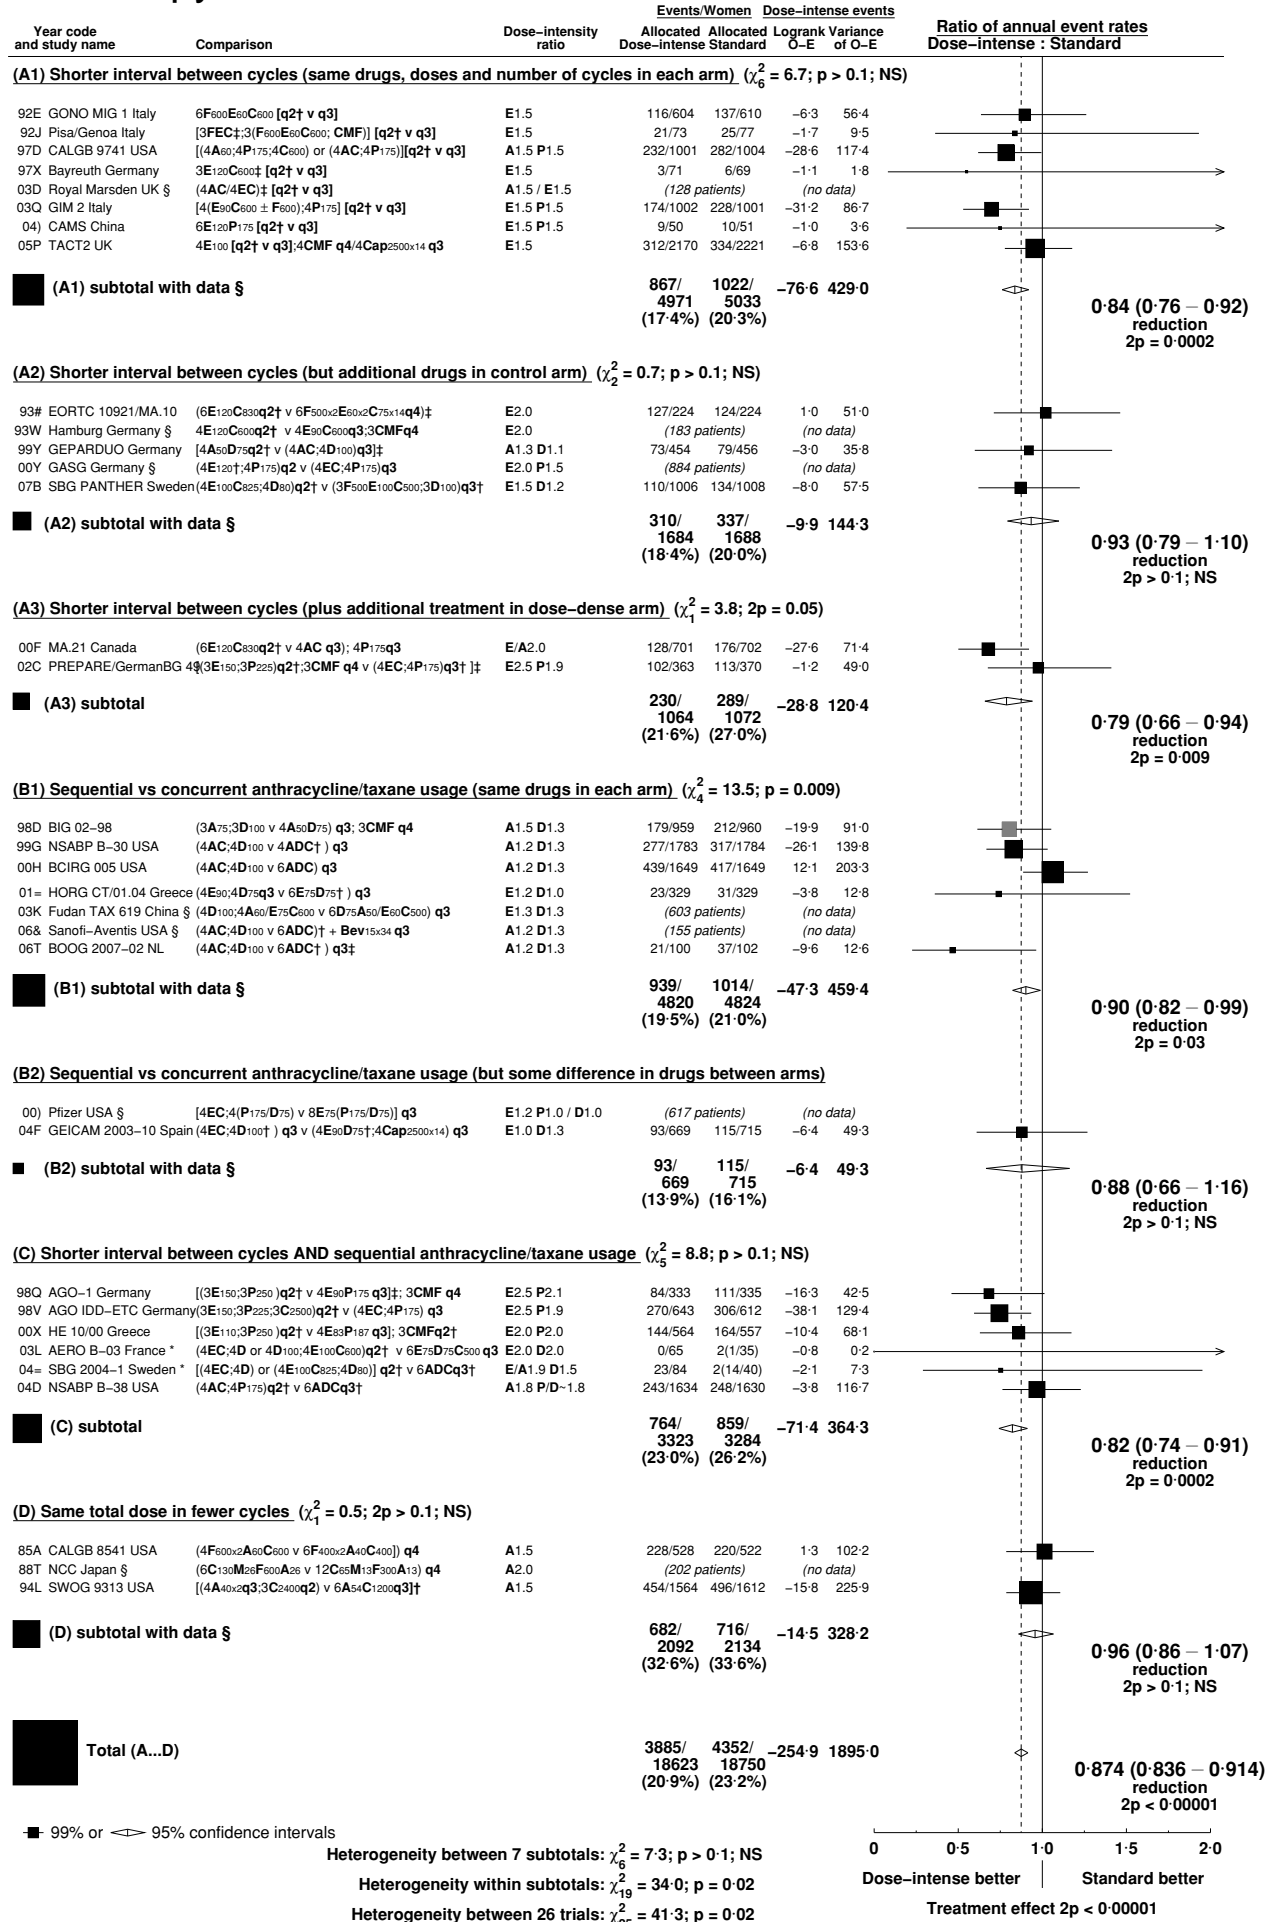 Events/Women Dose−intense events
Year code and study name Comparison Dose−intensity ratio Allocated Dose−intense Allocated Standard Logrank O−E Variance of O−E Ratio of annual event rates Dose−intense : Standard
(A1) Shorter interval between cycles (same drugs, doses and number of cycles in each arm) (χ²₆ = 6.7; p > 0.1; NS)
92E GONO MIG 1 Italy 6F600E60C600 [q2† v q3] E1.5 116/604 137/610 −6·3 56·4
92J Pisa/Genoa Italy [3FEC‡;3(F600E60C600; CMF)] [q2† v q3] E1.5 21/73 25/77 −1·7 9·5
97D CALGB 9741 USA [(4A60;4P175;4C600) or (4AC;4P175)][q2† v q3] A1.5 P1.5 232/1001 282/1004 −28·6 117·4
97X Bayreuth Germany 3E120C600‡ [q2† v q3] E1.5 3/71 6/69 −1·1 1·8
03D Royal Marsden UK § (4AC/4EC)‡ [q2† v q3] A1.5 / E1.5 (128 patients) (no data)
03Q GIM 2 Italy [4(E90C600 ± F600);4P175] [q2† v q3] E1.5 P1.5 174/1002 228/1001 −31·2 86·7
04) CAMS China 6E120P175 [q2† v q3] E1.5 P1.5 9/50 10/51 −1·0 3·6
05P TACT2 UK 4E100 [q2† v q3];4CMF q4/4Cap2500x14 q3 E1.5 312/2170 334/2221 −6·8 153·6
(A1) subtotal with data § 867/ 4971 (17·4%) 1022/ 5033 (20·3%) −76·6 429·0
0·84 (0·76 − 0·92)
reduction
2p = 0·0002
(A2) Shorter interval between cycles (but additional drugs in control arm) (χ²₂ = 0.7; p > 0.1; NS)
93# EORTC 10921/MA.10 (6E120C830q2† v 6F500x2E60x2C75x14q4)‡ E2.0 127/224 124/224 1·0 51·0
93W Hamburg Germany § 4E120C600q2† v 4E90C600q3;3CMFq4 E2.0 (183 patients) (no data)
99Y GEPARDUO Germany [4A50D75q2† v (4AC;4D100)q3]‡ A1.3 D1.1 73/454 79/456 −3·0 35·8
00Y GASG Germany § (4E120†;4P175)q2 v (4EC;4P175)q3 E2.0 P1.5 (884 patients) (no data)
07B SBG PANTHER Sweden (4E100C825;4D80)q2† v (3F500E100C500;3D100)q3† E1.5 D1.2 110/1006 134/1008 −8·0 57·5
(A2) subtotal with data § 310/ 1684 (18·4%) 337/ 1688 (20·0%) −9·9 144·3
0·93 (0·79 − 1·10)
reduction
2p > 0·1; NS
(A3) Shorter interval between cycles (plus additional treatment in dose−dense arm) (χ²₁ = 3.8; 2p = 0.05)
00F MA.21 Canada (6E120C830q2† v 4AC q3); 4P175q3 E/A2.0 128/701 176/702 −27·6 71·4
02C PREPARE/GermanBG 49 [(3E150;3P225)q2†;3CMF q4 v (4EC;4P175)q3† ]‡ E2.5 P1.9 102/363 113/370 −1·2 49·0
(A3) subtotal 230/ 1064 (21·6%) 289/ 1072 (27·0%) −28·8 120·4
0·79 (0·66 − 0·94)
reduction
2p = 0·009
(B1) Sequential vs concurrent anthracycline/taxane usage (same drugs in each arm) (χ²₄ = 13.5; p = 0.009)
98D BIG 02−98 (3A75;3D100 v 4A50D75) q3; 3CMF q4 A1.5 D1.3 179/959 212/960 −19·9 91·0
99G NSABP B−30 USA (4AC;4D100 v 4ADC† ) q3 A1.2 D1.3 277/1783 317/1784 −26·1 139·8
00H BCIRG 005 USA (4AC;4D100 v 6ADC) q3 A1.2 D1.3 439/1649 417/1649 12·1 203·3
01= HORG CT/01.04 Greece (4E90;4D75q3 v 6E75D75† ) q3 E1.2 D1.0 23/329 31/329 −3·8 12·8
03K Fudan TAX 619 China § (4D100;4A60/E75C600 v 6D75A50/E60C500) q3 E1.3 D1.3 (603 patients) (no data)
06& Sanofi−Aventis USA § (4AC;4D100 v 6ADC)† + Bev15x34 q3 A1.2 D1.3 (155 patients) (no data)
06T BOOG 2007−02 NL (4AC;4D100 v 6ADC† ) q3‡ A1.2 D1.3 21/100 37/102 −9·6 12·6
(B1) subtotal with data § 939/ 4820 (19·5%) 1014/ 4824 (21·0%) −47·3 459·4
0·90 (0·82 − 0·99)
reduction
2p = 0·03
(B2) Sequential vs concurrent anthracycline/taxane usage (but some difference in drugs between arms)
00) Pfizer USA § [4EC;4(P175/D75) v 8E75(P175/D75)] q3 E1.2 P1.0 / D1.0 (617 patients) (no data)
04F GEICAM 2003−10 Spain (4EC;4D100† ) q3 v (4E90D75†;4Cap2500x14) q3 E1.0 D1.3 93/669 115/715 −6·4 49·3
(B2) subtotal with data § 93/ 669 (13·9%) 115/ 715 (16·1%) −6·4 49·3
0·88 (0·66 − 1·16)
reduction
2p > 0·1; NS
(C) Shorter interval between cycles AND sequential anthracycline/taxane usage (χ²₅ = 8.8; p > 0.1; NS)
98Q AGO−1 Germany [(3E150;3P250 )q2† v 4E90P175 q3]‡; 3CMF q4 E2.5 P2.1 84/333 111/335 −16·3 42·5
98V AGO IDD−ETC Germany (3E150;3P225;3C2500)q2† v (4EC;4P175) q3 E2.5 P1.9 270/643 306/612 −38·1 129·4
00X HE 10/00 Greece [(3E110;3P250 )q2† v 4E83P187 q3]; 3CMFq2† E2.0 P2.0 144/564 164/557 −10·4 68·1
03L AERO B−03 France * (4EC;4D or 4D100;4E100C600)q2† v 6E75D75C500 q3 E2.0 D2.0 0/65 2(1/35) −0·8 0·2
04= SBG 2004−1 Sweden * [(4EC;4D) or (4E100C825;4D80)] q2† v 6ADCq3† E/A1.9 D1.5 23/84 2(14/40) −2·1 7·3
04D NSABP B−38 USA (4AC;4P175)q2† v 6ADCq3† A1.8 P/D~1.8 243/1634 248/1630 −3·8 116·7
(C) subtotal 764/ 3323 (23·0%) 859/ 3284 (26·2%) −71·4 364·3
0·82 (0·74 − 0·91)
reduction
2p = 0·0002
(D) Same total dose in fewer cycles (χ²₁ = 0.5; 2p > 0.1; NS)
85A CALGB 8541 USA (4F600x2A60C600 v 6F400x2A40C400]) q4 A1.5 228/528 220/522 1·3 102·2
88T NCC Japan § (6C130M26F600A26 v 12C65M13F300A13) q4 A2.0 (202 patients) (no data)
94L SWOG 9313 USA [(4A40x2q3;3C2400q2) v 6A54C1200q3]† A1.5 454/1564 496/1612 −15·8 225·9
(D) subtotal with data § 682/ 2092 (32·6%) 716/ 2134 (33·6%) −14·5 328·2
0·96 (0·86 − 1·07)
reduction
2p > 0·1; NS
Total (A...D) 3885/ 18623 (20·9%) 4352/ 18750 (23·2%) −254·9 1895·0
0·874 (0·836 − 0·914)
reduction
2p < 0·00001
99% or 95% confidence intervals
0 0·5 1·0 1·5 2·0
Heterogeneity between 7 subtotals: χ²₆ = 7·3; p > 0·1; NS
Dose−intense better Standard better
Heterogeneity within subtotals: χ²₁₉ = 34·0; p = 0·02
Treatment effect 2p < 0·00001
Heterogeneity between 26 trials: χ²₂₅ = 41·3; p = 0·02